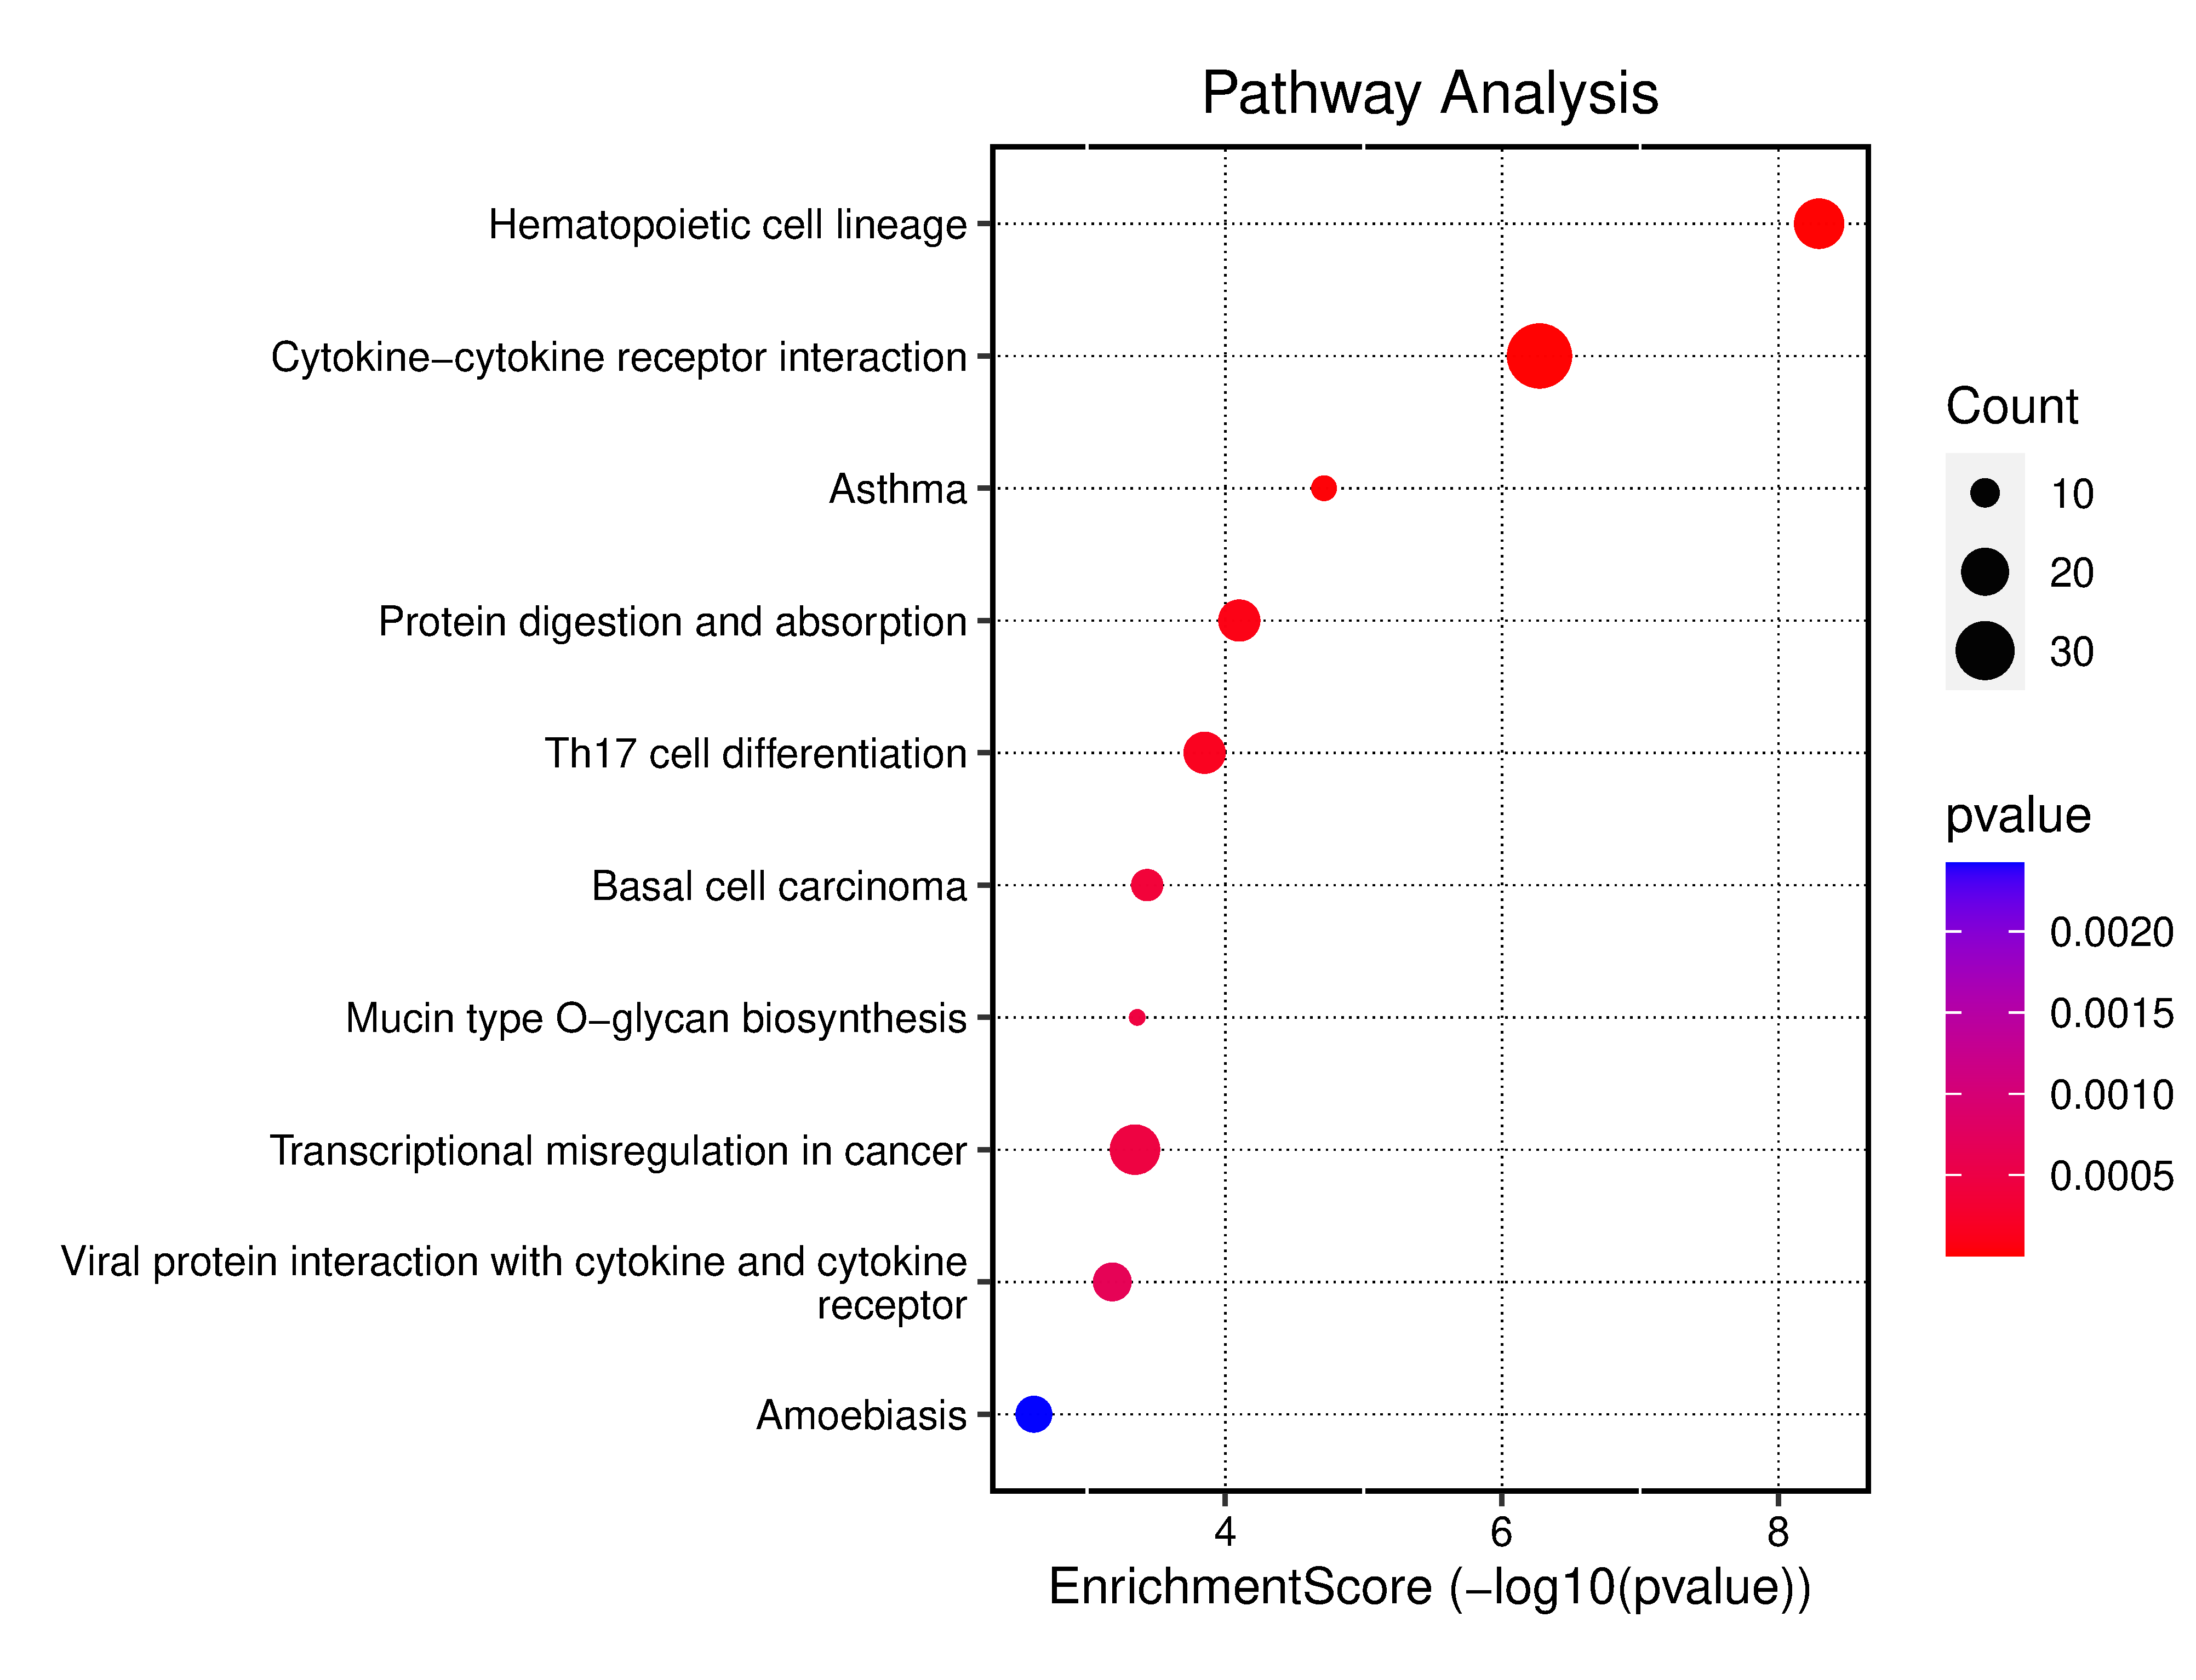 Pathway Analysis
Hematopoietic cell lineage
Cytokine−cytokine receptor interaction
Asthma
Protein digestion and absorption
Th17 cell differentiation
Basal cell carcinoma
Mucin type O−glycan biosynthesis
Transcriptional misregulation in cancer
Viral protein interaction with cytokine and cytokine
receptor
Amoebiasis
4 6 8
EnrichmentScore (−log10(pvalue))
Count
10
20
30
pvalue
0.0020
0.0015
0.0010
0.0005